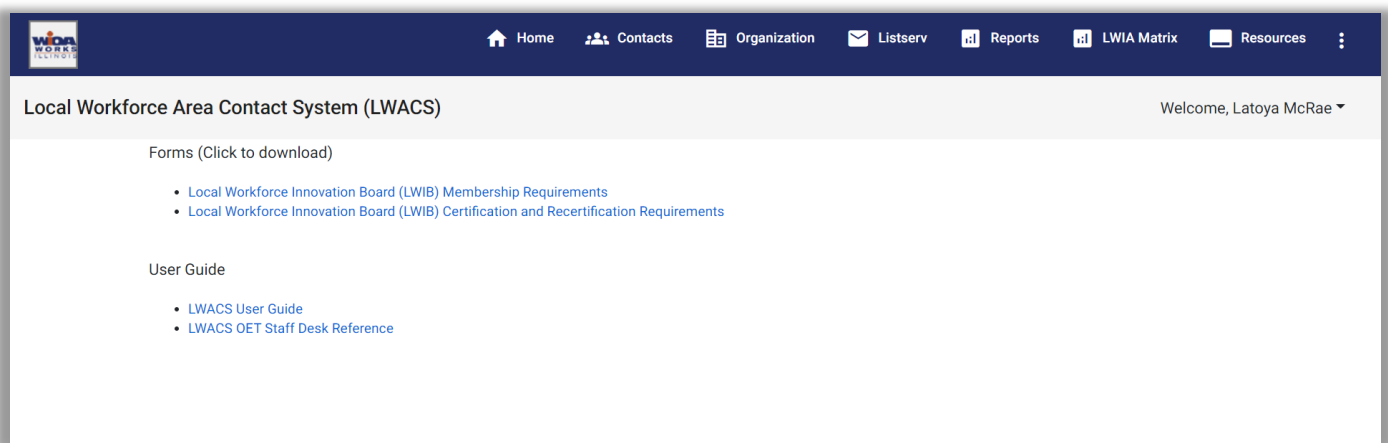 WIOA
WORKS
ILLINOIS
Home Contacts Organization Listserv Reports LWIA Matrix Resources
Local Workforce Area Contact System (LWACS)
Welcome, Latoya McRae
Forms (Click to download)
Local Workforce Innovation Board (LWIB) Membership Requirements
Local Workforce Innovation Board (LWIB) Certification and Recertification Requirements
User Guide
LWACS User Guide
LWACS OET Staff Desk Reference